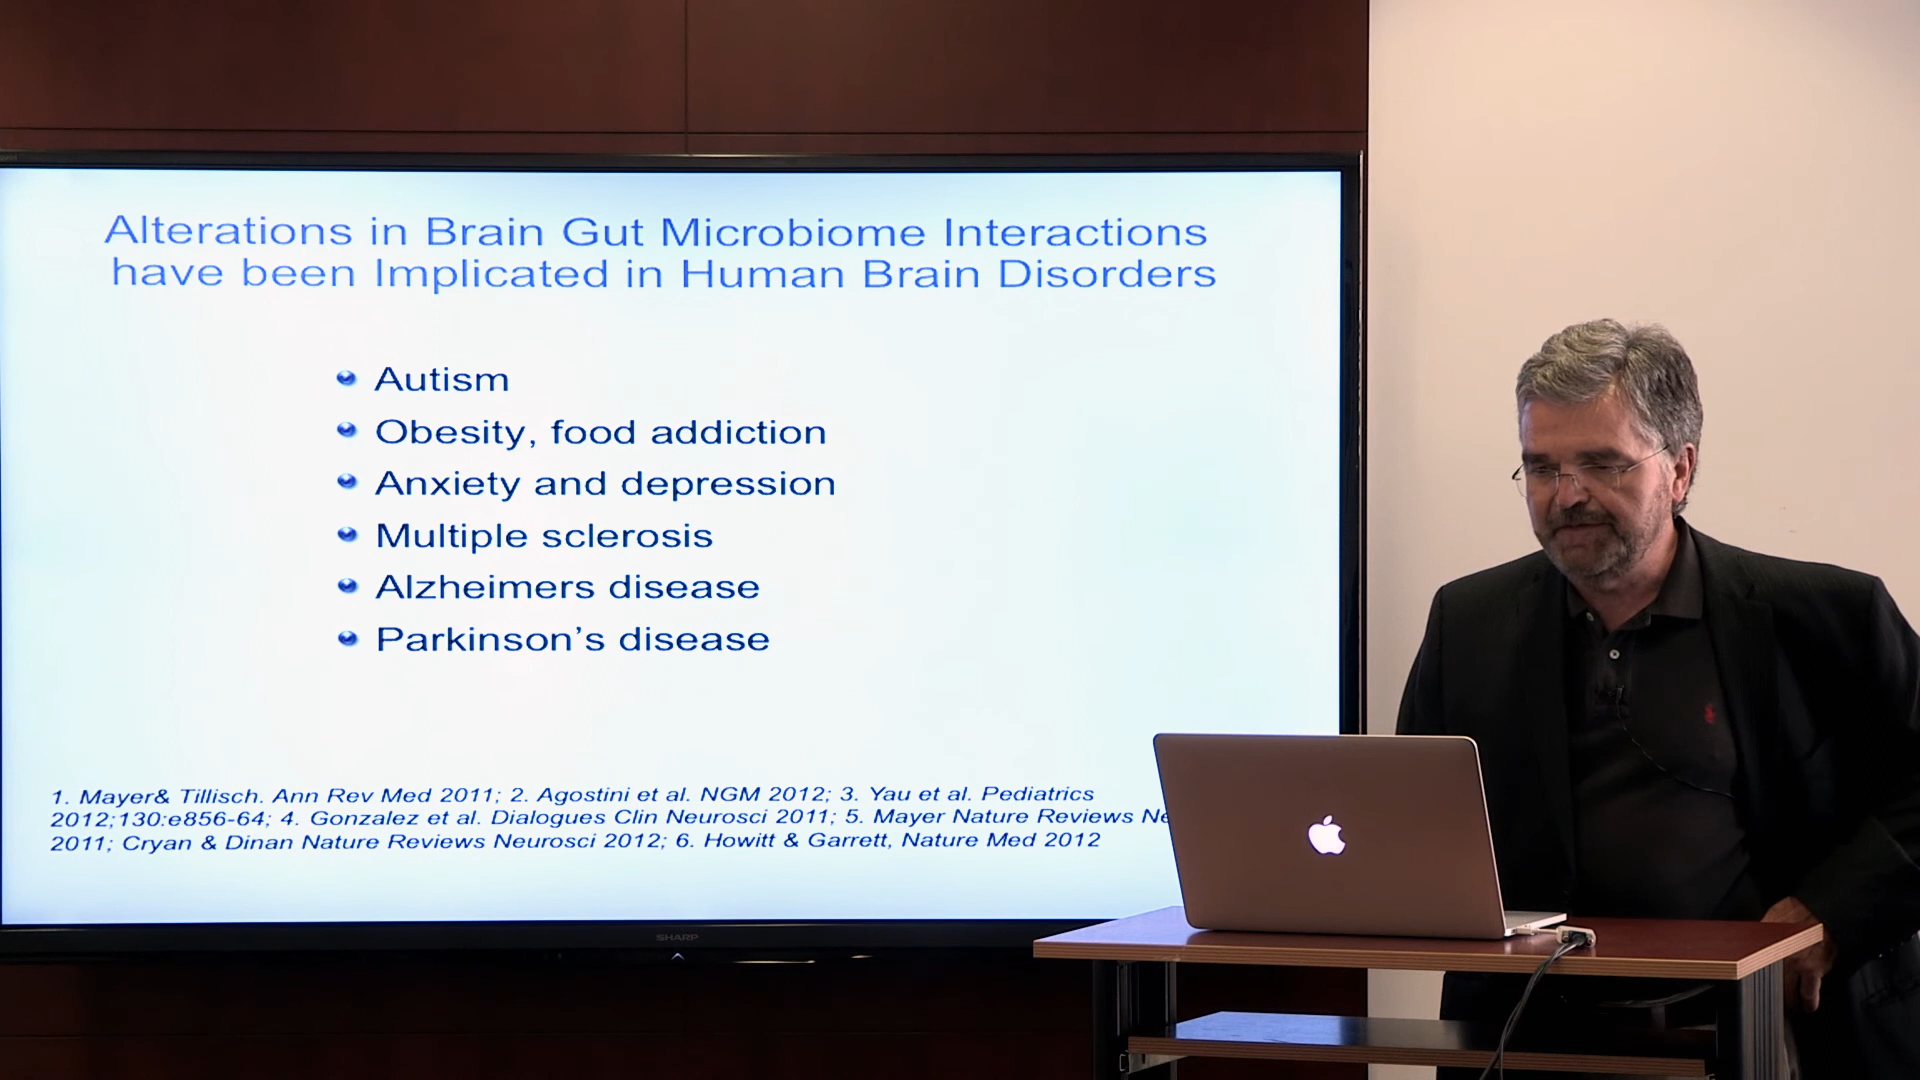 Alterations in Brain Gut Microbiome Interactions
have been Implicated in Human Brain Disorders
Autism
Obesity, food addiction
Anxiety and depression
Multiple sclerosis
Alzheimers disease
Parkinson’s disease
1. Mayer& Tillisch. Ann Rev Med 2011; 2. Agostini et al. NGM 2012; 3. Yau et al. Pediatrics
2012;130:e856-64; 4. Gonzalez et al. Dialogues Clin Neurosci 2011; 5. Mayer Nature Reviews
2011; Cryan & Dinan Nature Reviews Neurosci 2012; 6. Howitt & Garrett, Nature Med 2012
SHARP